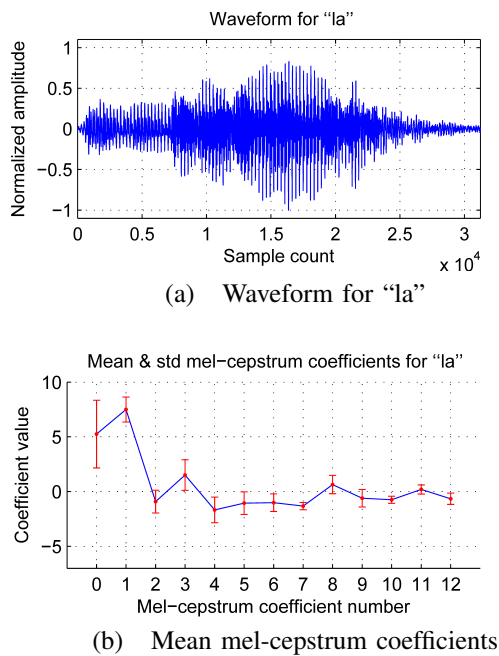 Waveform for ‘‘la’’
1
0.5
0
−0.5
−1
Normalized amplitude
0 0.5 1 1.5 2 2.5 3
Sample count
x 10⁴
(a) Waveform for “la”
Mean & std mel−cepstrum coefficients for ‘‘la’’
10
5
0
−5
Coefficient value
0 1 2 3 4 5 6 7 8 9 10 11 12
Mel−cepstrum coefficient number
(b) Mean mel-cepstrum coefficients